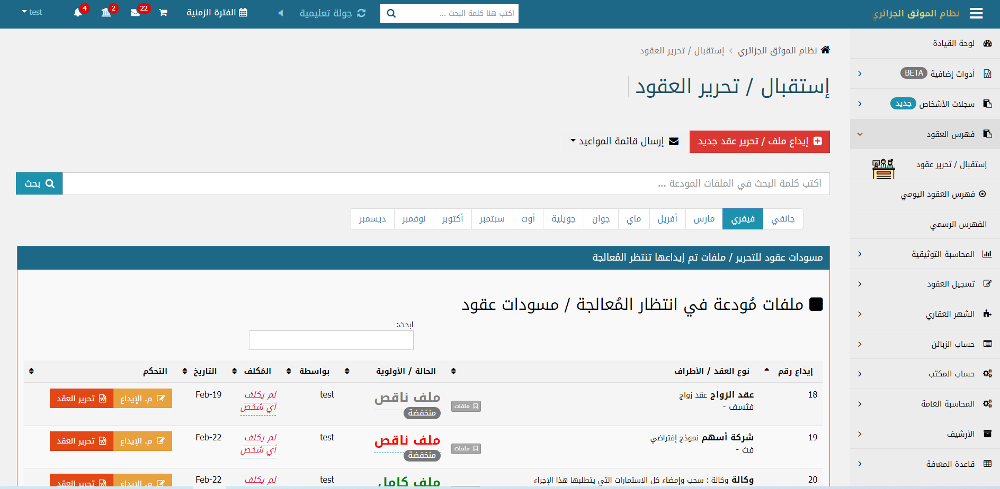 نظام الموثق الجزائري
اكتب هنا كلمة البحث ...
جولة تعليمية
الفترة الزمنية
22
2
4
test
لوحة القيادة
أدوات إضافية BETA
سجلات الأشخاص جديد
فهرس العقود
إستقبال / تحرير عقود
فهرس العقود اليومي
الفهرس الرسمي
المحاسبة التوثيقية
تسجيل العقود
الشهر العقاري
حساب الزبائن
حساب المكتب
المحاسبة العامة
الأرشيف
قاعدة المعرفة
نظام الموثق الجزائري > إستقبال / تحرير العقود
إستقبال / تحرير العقود
إيداع ملف / تحرير عقد جديد
إرسال قائمة المواعيد
اكتب كلمة البحث في الملفات المودعة ...
بحث
جانفي فيفري مارس أفريل ماي جوان جويلية أوت سبتمبر أكتوبر نوفمبر ديسمبر
مسودات عقود للتحرير / ملفات تم إيداعها تنتظر المُعالجة
ملفات مُودعة في انتظار المُعالجة / مسودات عقود
ابحث:
إيداع رقم نوع العقد / الأطراف الحالة / الأولوية بواسطة المُكلف التاريخ التحكم
18 عقد الزواج عقد زواج ملفات ملف ناقص test لم يكلف Feb-19 م. الإيداع تحرير العقد
فئسف - منخفضة أي شخص
19 شركة أسهم نموذج إفتراضي ملفات ملف ناقص test لم يكلف Feb-22 م. الإيداع تحرير العقد
فث - منخفضة أي شخص
20 وكالة وكالة : سحب وإمضاء كل الاستمارات التي يتطلبها هذا الإجراء ملف كامل test لم يكلف Feb-22 م. الإيداع تحرير العقد